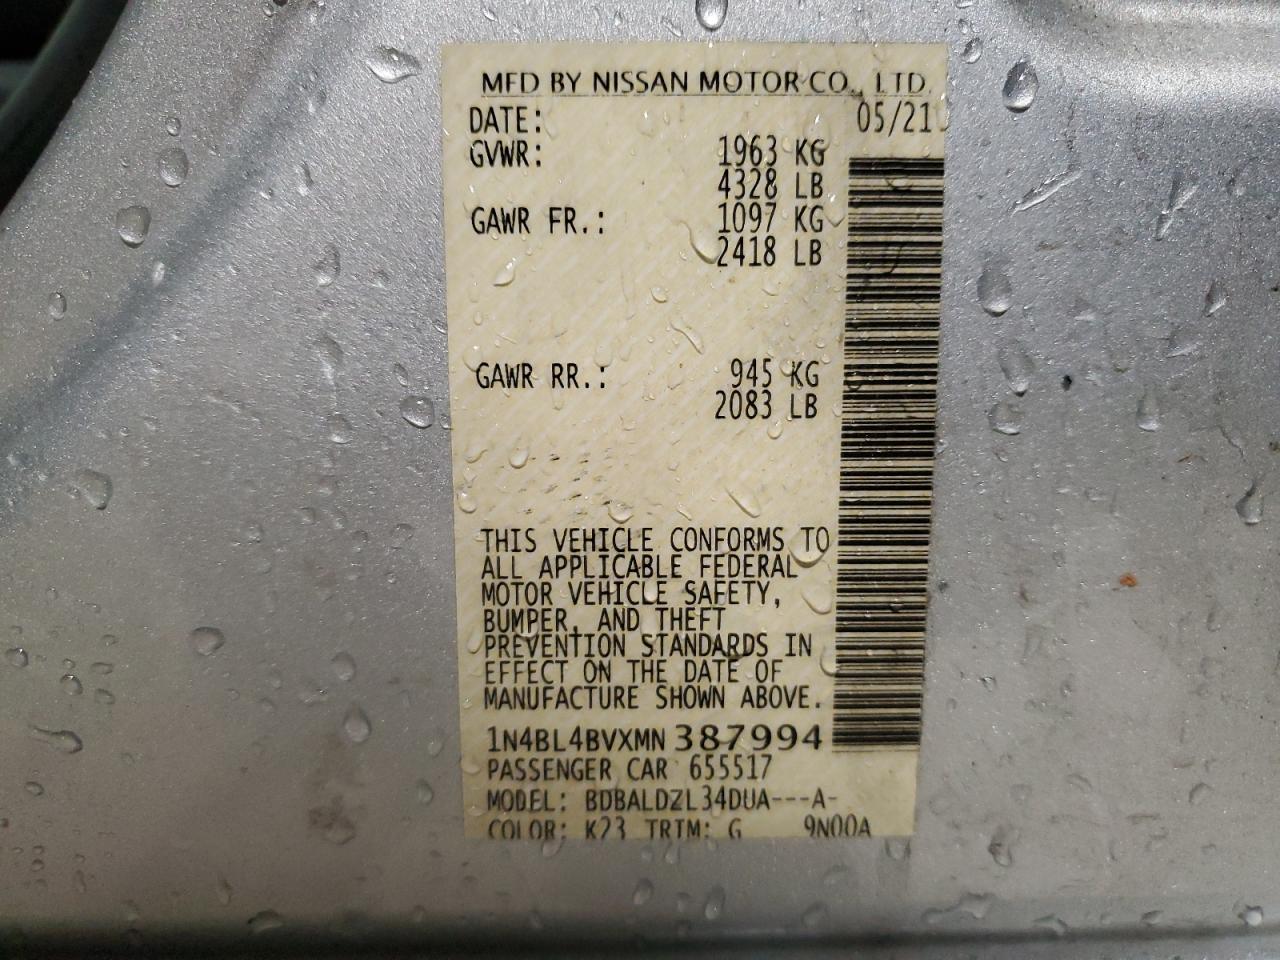 MFD BY NISSAN MOTOR CO., LTD.
DATE: 05/21
GVWR: 1963 KG
4328 LB
GAWR FR.: 1097 KG
2418 LB
GAWR RR.: 945 KG
2083 LB
THIS VEHICLE CONFORMS TO
ALL APPLICABLE FEDERAL
MOTOR VEHICLE SAFETY,
BUMPER, AND THEFT
PREVENTION STANDARDS IN
EFFECT ON THE DATE OF
MANUFACTURE SHOWN ABOVE.
1N4BL4BVXMN387994
PASSENGER CAR 655517
MODEL: BDBALDZL34DUA---A-
COLOR: K23 TRIM: G 9N00A